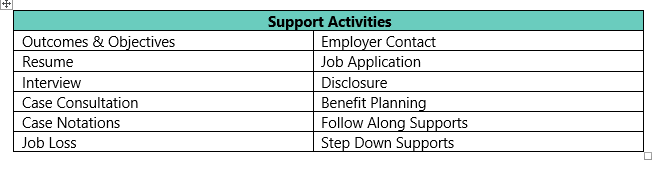 Support Activities
Outcomes & Objectives Employer Contact
Resume Job Application
Interview Disclosure
Case Consultation Benefit Planning
Case Notations Follow Along Supports
Job Loss Step Down Supports